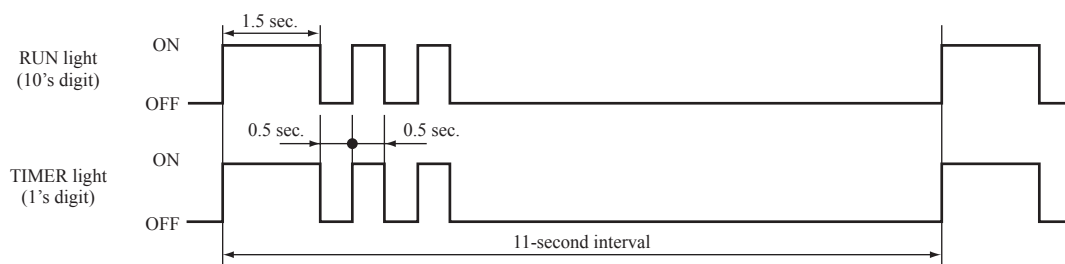 1.5 sec.
RUN light
(10’s digit)
ON
OFF
0.5 sec.
0.5 sec.
TIMER light
(1’s digit)
ON
OFF
11-second interval